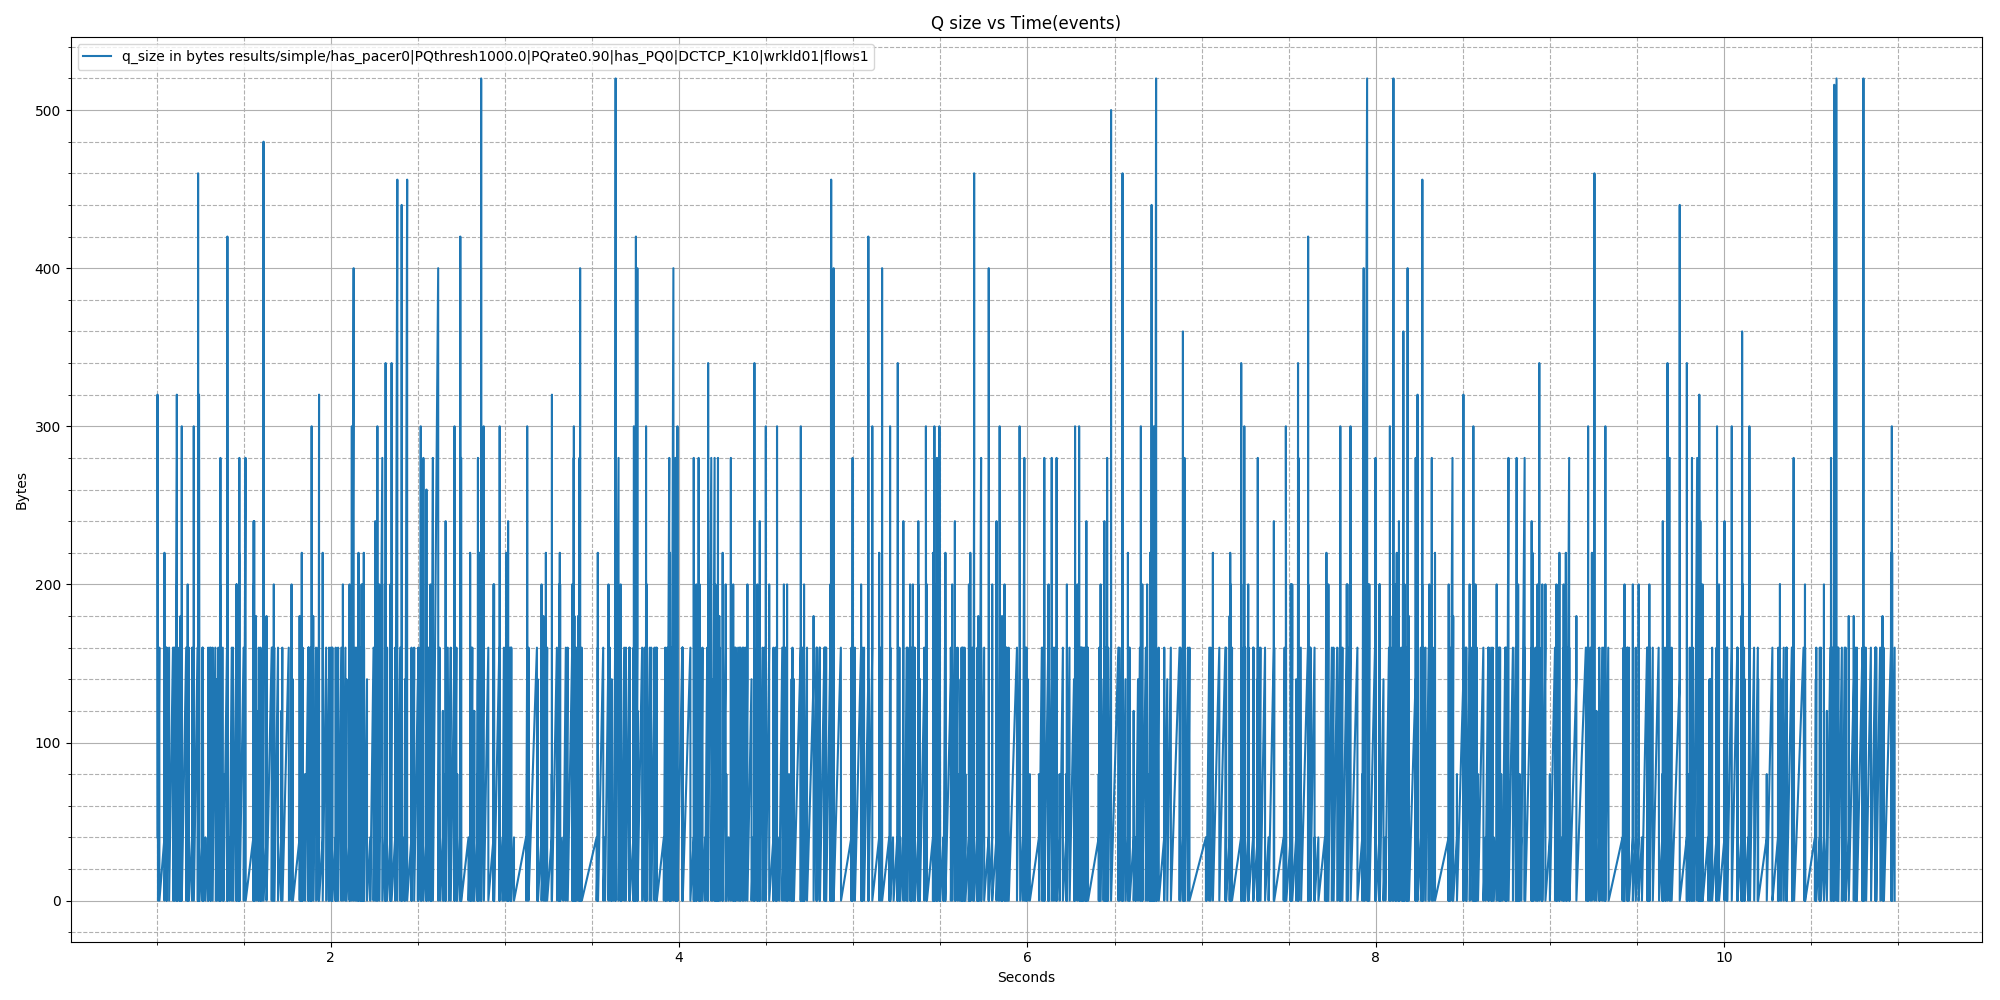 Q size vs Time(events)
q_size in bytes results/simple/has_pacer0|PQthresh1000.0|PQrate0.90|has_PQ0|DCTCP_K10|wrkld01|flows1
500
400
300
200
100
0
Bytes
2 4 6 8 10
Seconds